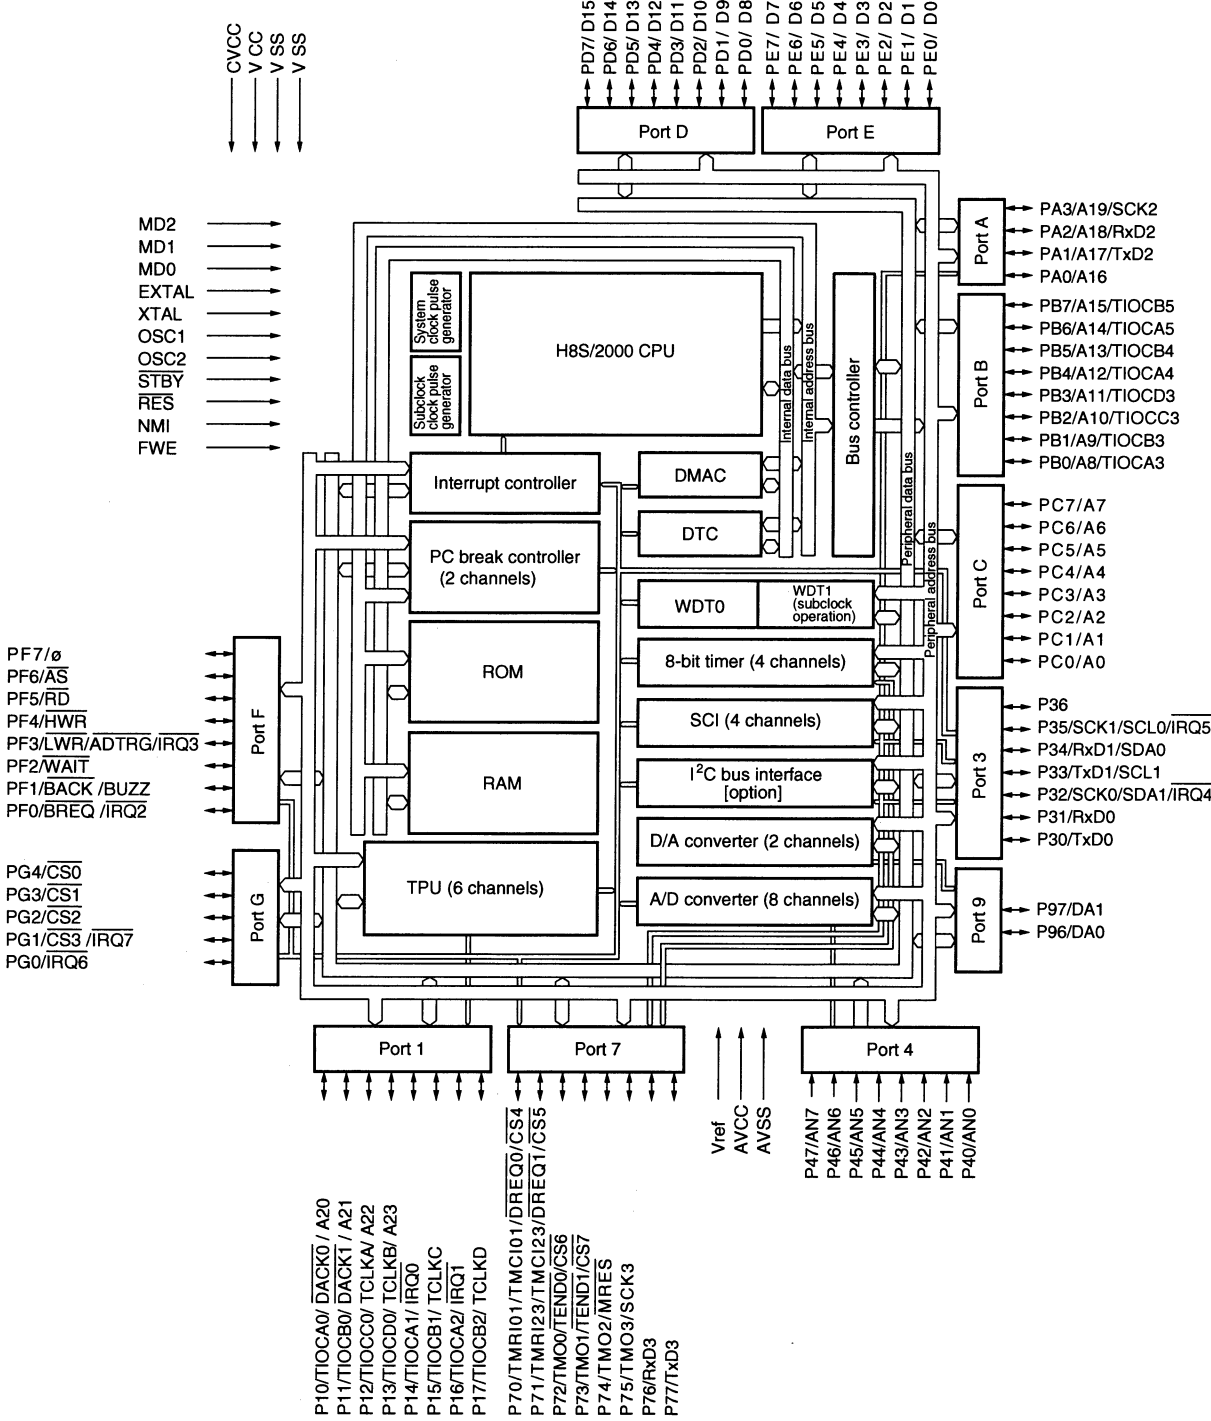 CVCC
V CC
V SS
V SS
PD7/ D15
PD6/ D14
PD5/ D13
PD4/ D12
PD3/ D11
PD2/ D10
PD1/ D9
PD0/ D8
PE7/ D7
PE6/ D6
PE5/ D5
PE4/ D4
PE3/ D3
PE2/ D2
PE1/ D1
PE0/ D0
Port D
Port E
MD2
MD1
MD0
EXTAL
XTAL
OSC1
OSC2
STBY
RES
NMI
FWE
System
clock pulse
generator
Subclock
clock pulse
generator
H8S/2000 CPU
Internal data bus
Internal address bus
Bus controller
Peripheral data bus
Peripheral address bus
Port A
PA3/A19/SCK2
PA2/A18/RxD2
PA1/A17/TxD2
PA0/A16
Port B
PB7/A15/TIOCB5
PB6/A14/TIOCA5
PB5/A13/TIOCB4
PB4/A12/TIOCA4
PB3/A11/TIOCD3
PB2/A10/TIOCC3
PB1/A9/TIOCB3
PB0/A8/TIOCA3
Interrupt controller
DMAC
PC break controller
(2 channels)
DTC
Port C
PC7/A7
PC6/A6
PC5/A5
PC4/A4
PC3/A3
PC2/A2
PC1/A1
PC0/A0
WDT0
WDT1
(subclock
operation)
ROM
8-bit timer (4 channels)
SCI (4 channels)
RAM
I2C bus interface
[option]
D/A converter (2 channels)
TPU (6 channels)
A/D converter (8 channels)
PF7/ø
PF6/AS
PF5/RD
PF4/HWR
PF3/LWR/ADTRG/IRQ3
PF2/WAIT
PF1/BACK /BUZZ
PF0/BREQ /IRQ2
Port F
PG4/CS0
PG3/CS1
PG2/CS2
PG1/CS3 /IRQ7
PG0/IRQ6
Port G
Port 3
P36
P35/SCK1/SCL0/IRQ5
P34/RxD1/SDA0
P33/TxD1/SCL1
P32/SCK0/SDA1/IRQ4
P31/RxD0
P30/TxD0
Port 9
P97/DA1
P96/DA0
Port 1
Port 7
Port 4
P10/TIOCA0/ DACK0 / A20
P11/TIOCB0/ DACK1 / A21
P12/TIOCC0/ TCLKA/ A22
P13/TIOCD0/ TCLKB/ A23
P14/TIOCA1/ IRQ0
P15/TIOCB1/ TCLKC
P16/TIOCA2/ IRQ1
P17/TIOCB2/ TCLKD
P70/TMRI01/TMCI01/DREQ0/CS4
P71/TMRI23/TMCI23/DREQ1/CS5
P72/TMO0/TEND0/CS6
P73/TMO1/TEND1/CS7
P74/TMO2/MRES
P75/TMO3/SCK3
P76/RxD3
P77/TxD3
Vref
AVCC
AVSS
P47/AN7
P46/AN6
P45/AN5
P44/AN4
P43/AN3
P42/AN2
P41/AN1
P40/AN0